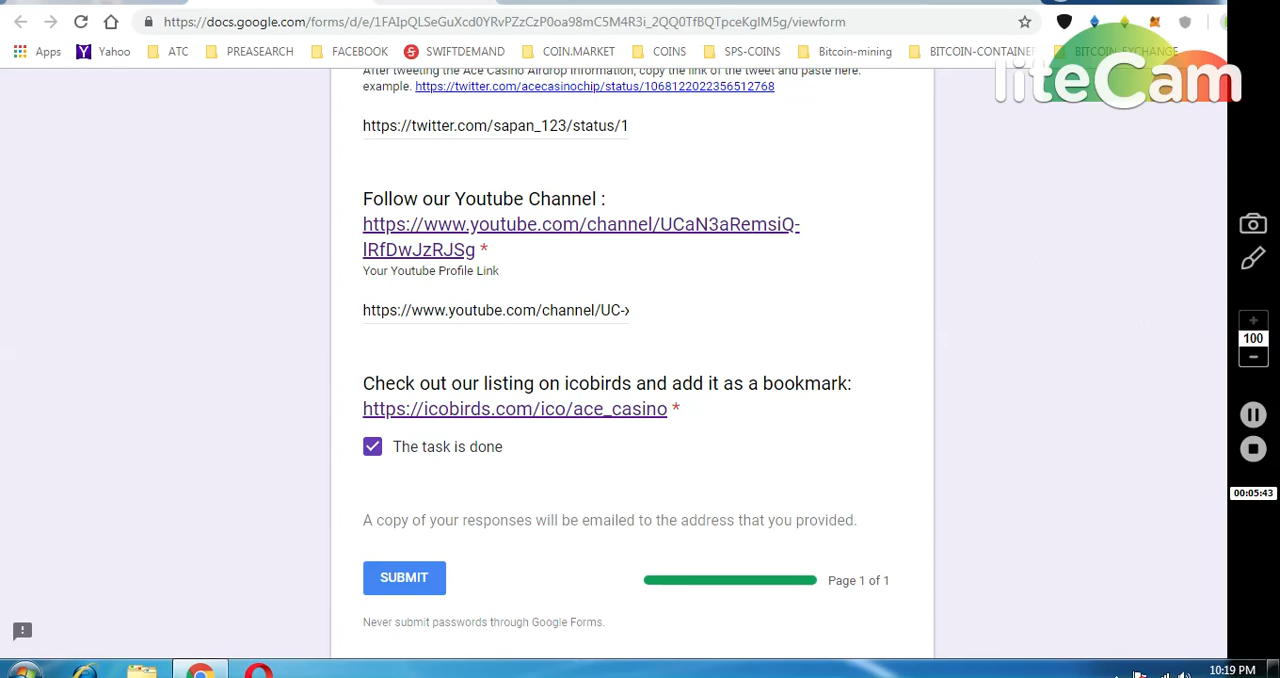 https://docs.google.com/forms/d/e/1FAIpQLSeGuXcd0YRvPZzCzP0oa98mC5M4R3i_2QQ0TfBQTpceKglM5g/viewform
Apps Yahoo ATC PREASEARCH FACEBOOK SWIFTDEMAND COIN.MARKET COINS SPS-COINS Bitcoin-mining BITCOIN-CONTAINE BITCOIN-EXCHANGE
liteCam
After tweeting the Ace Casino Airdrop information, copy the link of the tweet and paste here.
example. https://twitter.com/acecasinochip/status/1068122022356512768
https://twitter.com/sapan_123/status/1
Follow our Youtube Channel :
https://www.youtube.com/channel/UCaN3aRemsiQ-
lRfDwJzRJSg *
Your Youtube Profile Link
https://www.youtube.com/channel/UC-x
Check out our listing on icobirds and add it as a bookmark:
https://icobirds.com/ico/ace_casino *
The task is done
A copy of your responses will be emailed to the address that you provided.
SUBMIT
Page 1 of 1
Never submit passwords through Google Forms.
100
00:05:43
10:19 PM